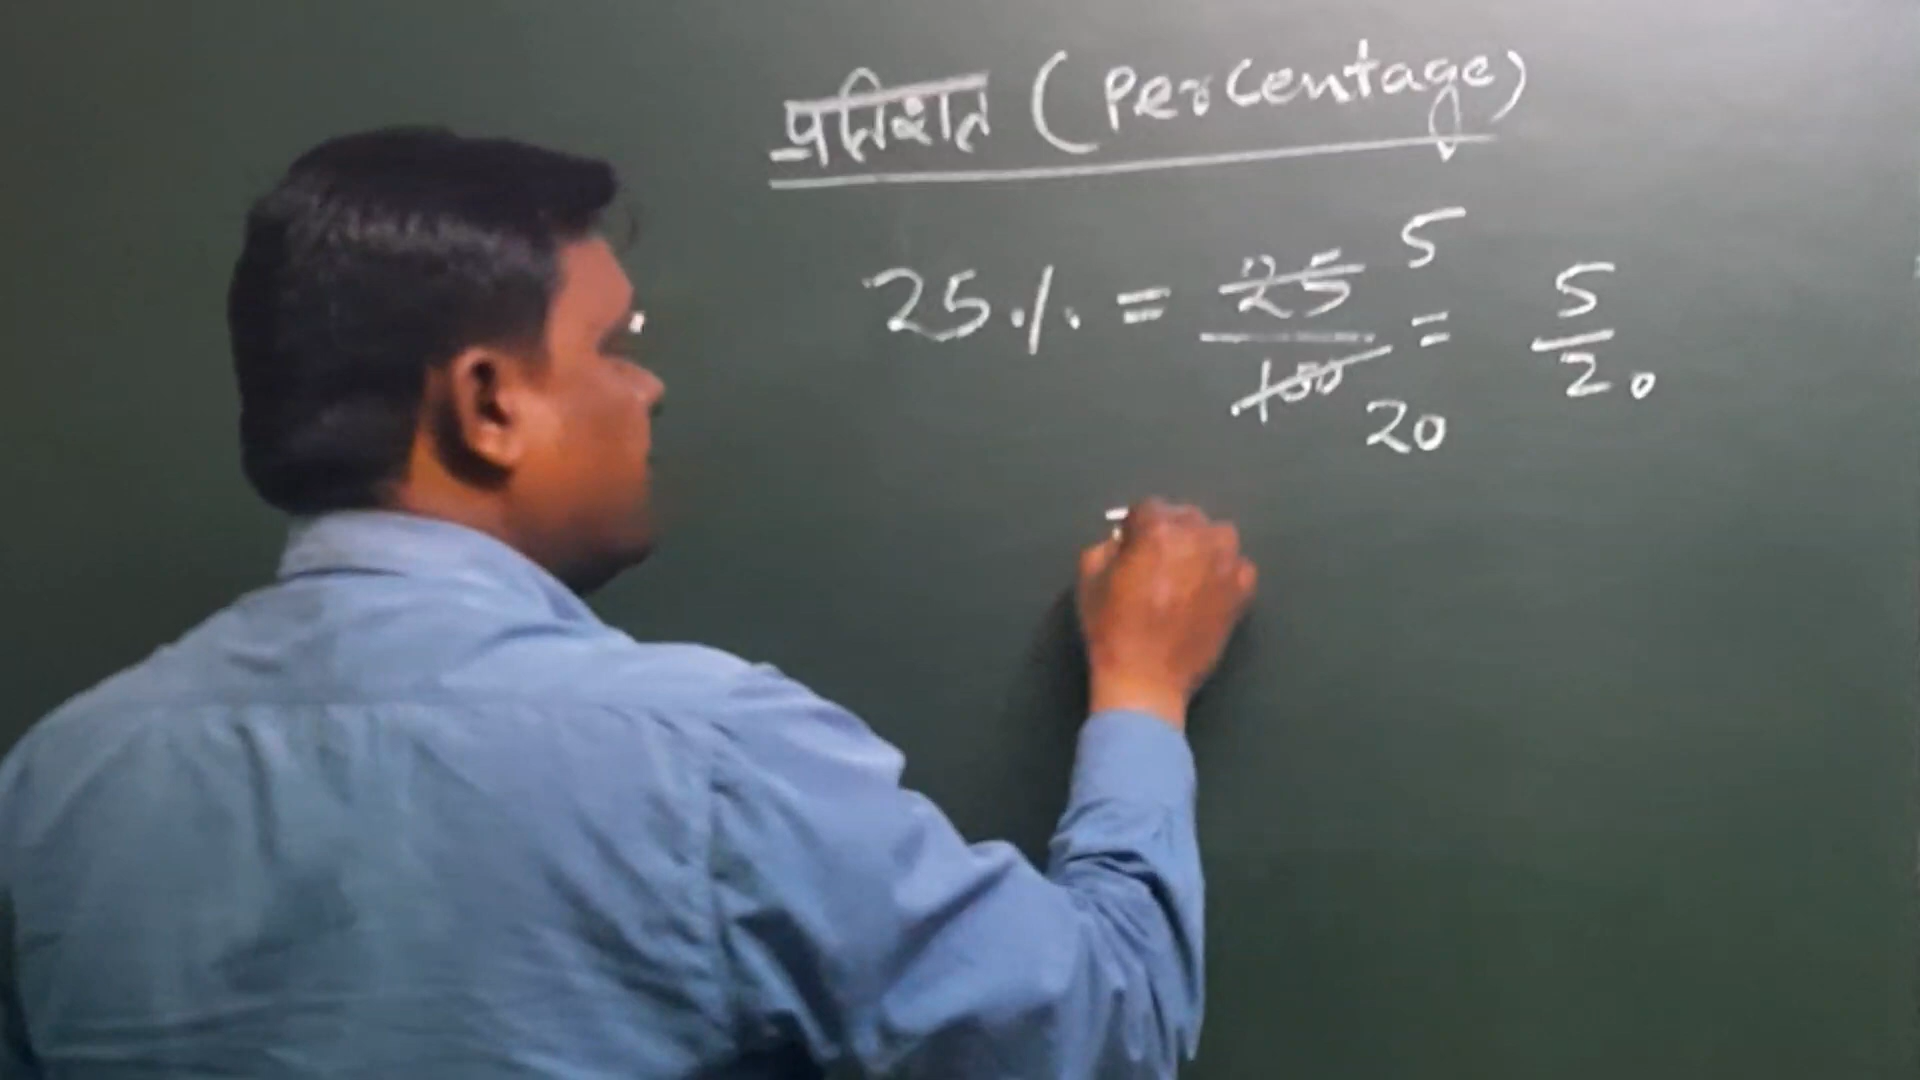 प्रतिशत (Percentage)
25% = 25/100 5/20 = 5/20
=